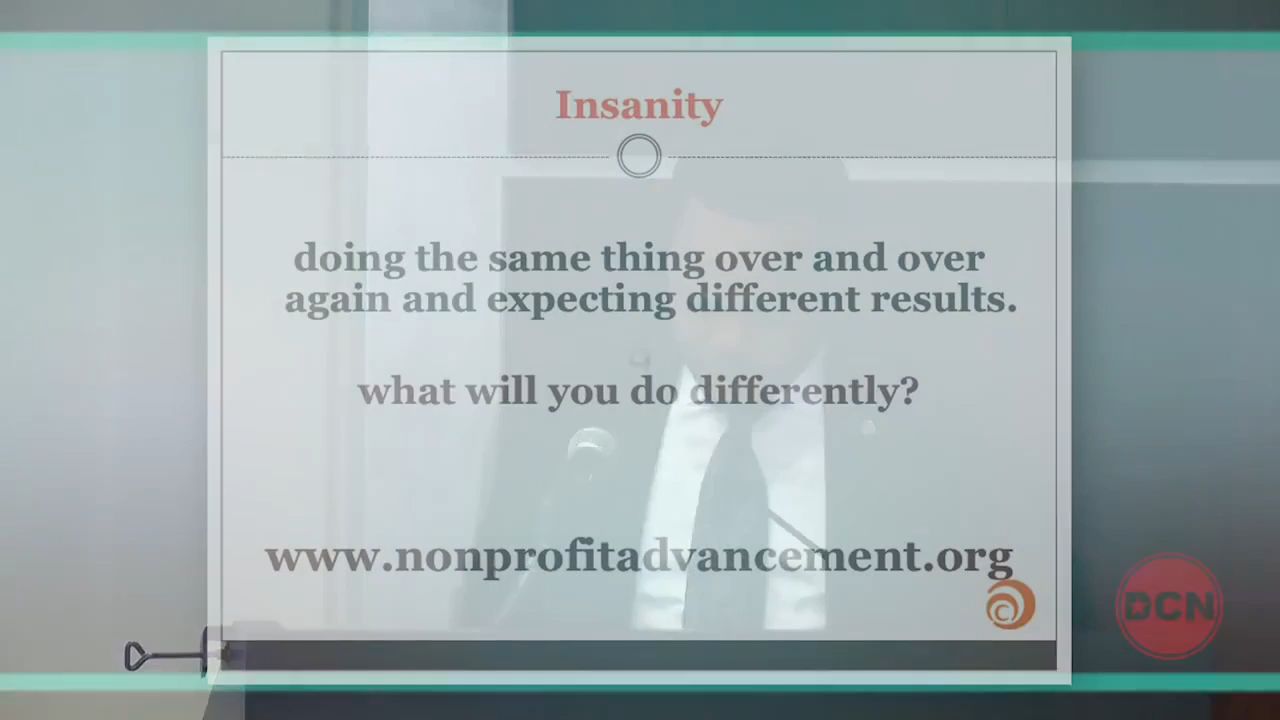 Insanity
doing the same thing over and over
again and expecting different results.
what will you do differently?
www.nonprofitadvancement.org
DCN